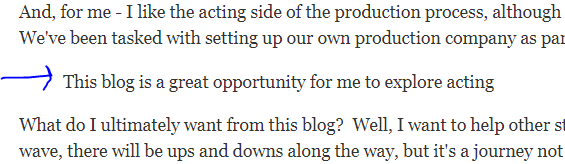 And, for me - I like the acting side of the production process, although
We've been tasked with setting up our own production company as
This blog is a great opportunity for me to explore acting
What do I ultimately want from this blog?  Well, I want to help other
wave, there will be ups and downs along the way, but it's a journey not